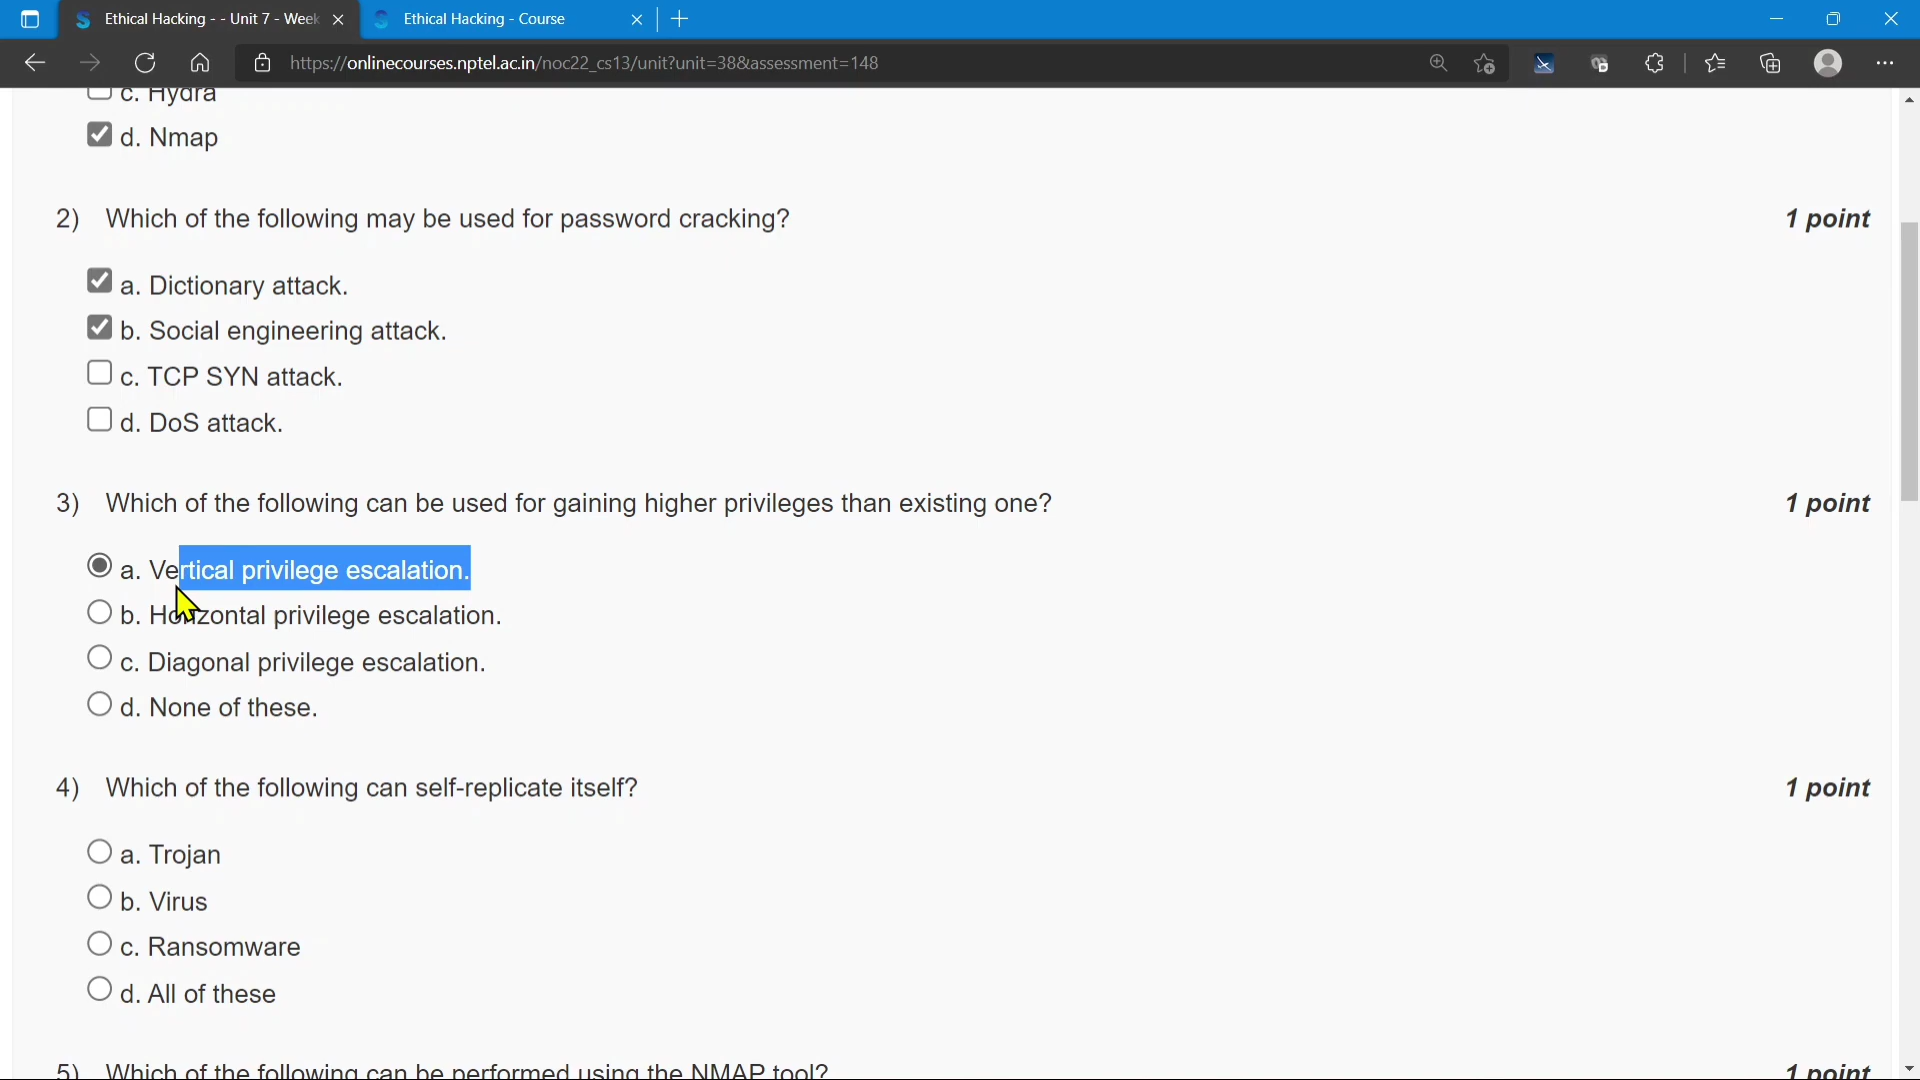 Ethical Hacking - - Unit 7 - Week
Ethical Hacking - Course
https://onlinecourses.nptel.ac.in/noc22_cs13/unit?unit=38&assessment=148
c. Hydra
d. Nmap
2) Which of the following may be used for password cracking? 1 point
a. Dictionary attack.
b. Social engineering attack.
c. TCP SYN attack.
d. DoS attack.
3) Which of the following can be used for gaining higher privileges than existing one? 1 point
a. Vertical privilege escalation.
b. Horizontal privilege escalation.
c. Diagonal privilege escalation.
d. None of these.
4) Which of the following can self-replicate itself? 1 point
a. Trojan
b. Virus
c. Ransomware
d. All of these
5) Which of the following can be performed using the NMAP tool? 1 point